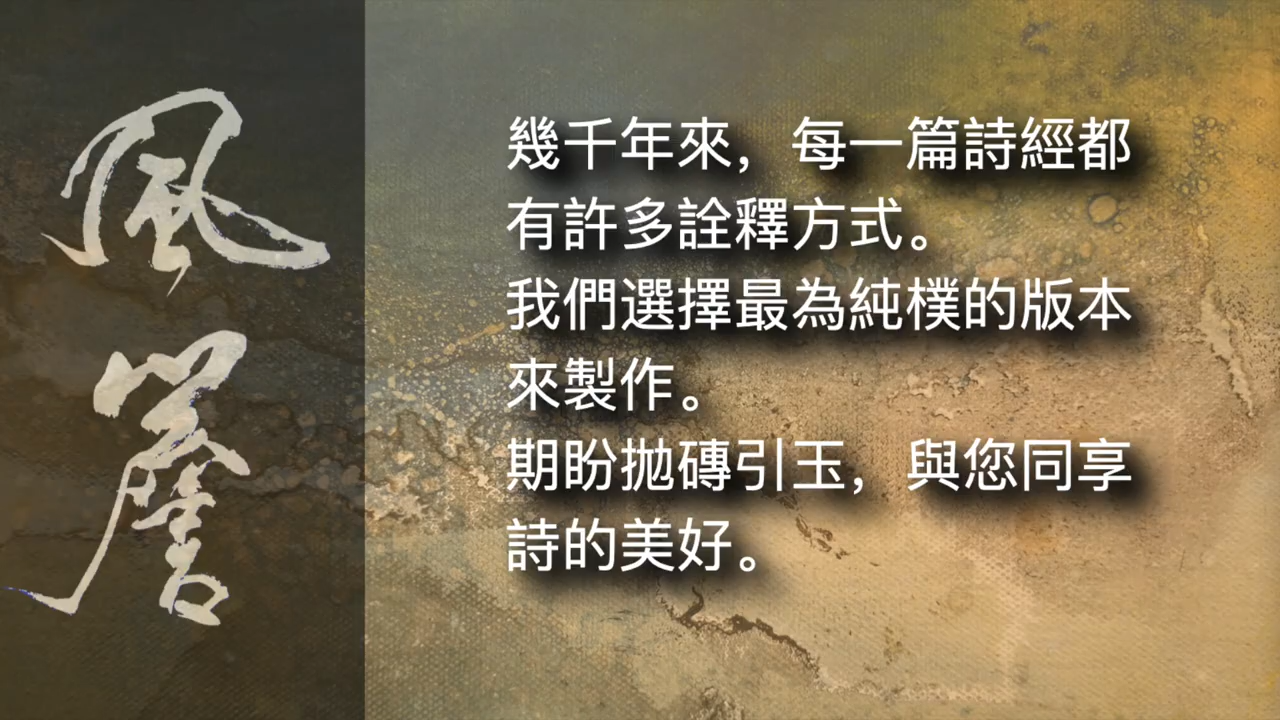 風
詹
幾千年來，每一篇詩經都
有許多詮釋方式。
我們選擇最為純樸的版本
來製作。
期盼拋磚引玉，與您同享
詩的美好。